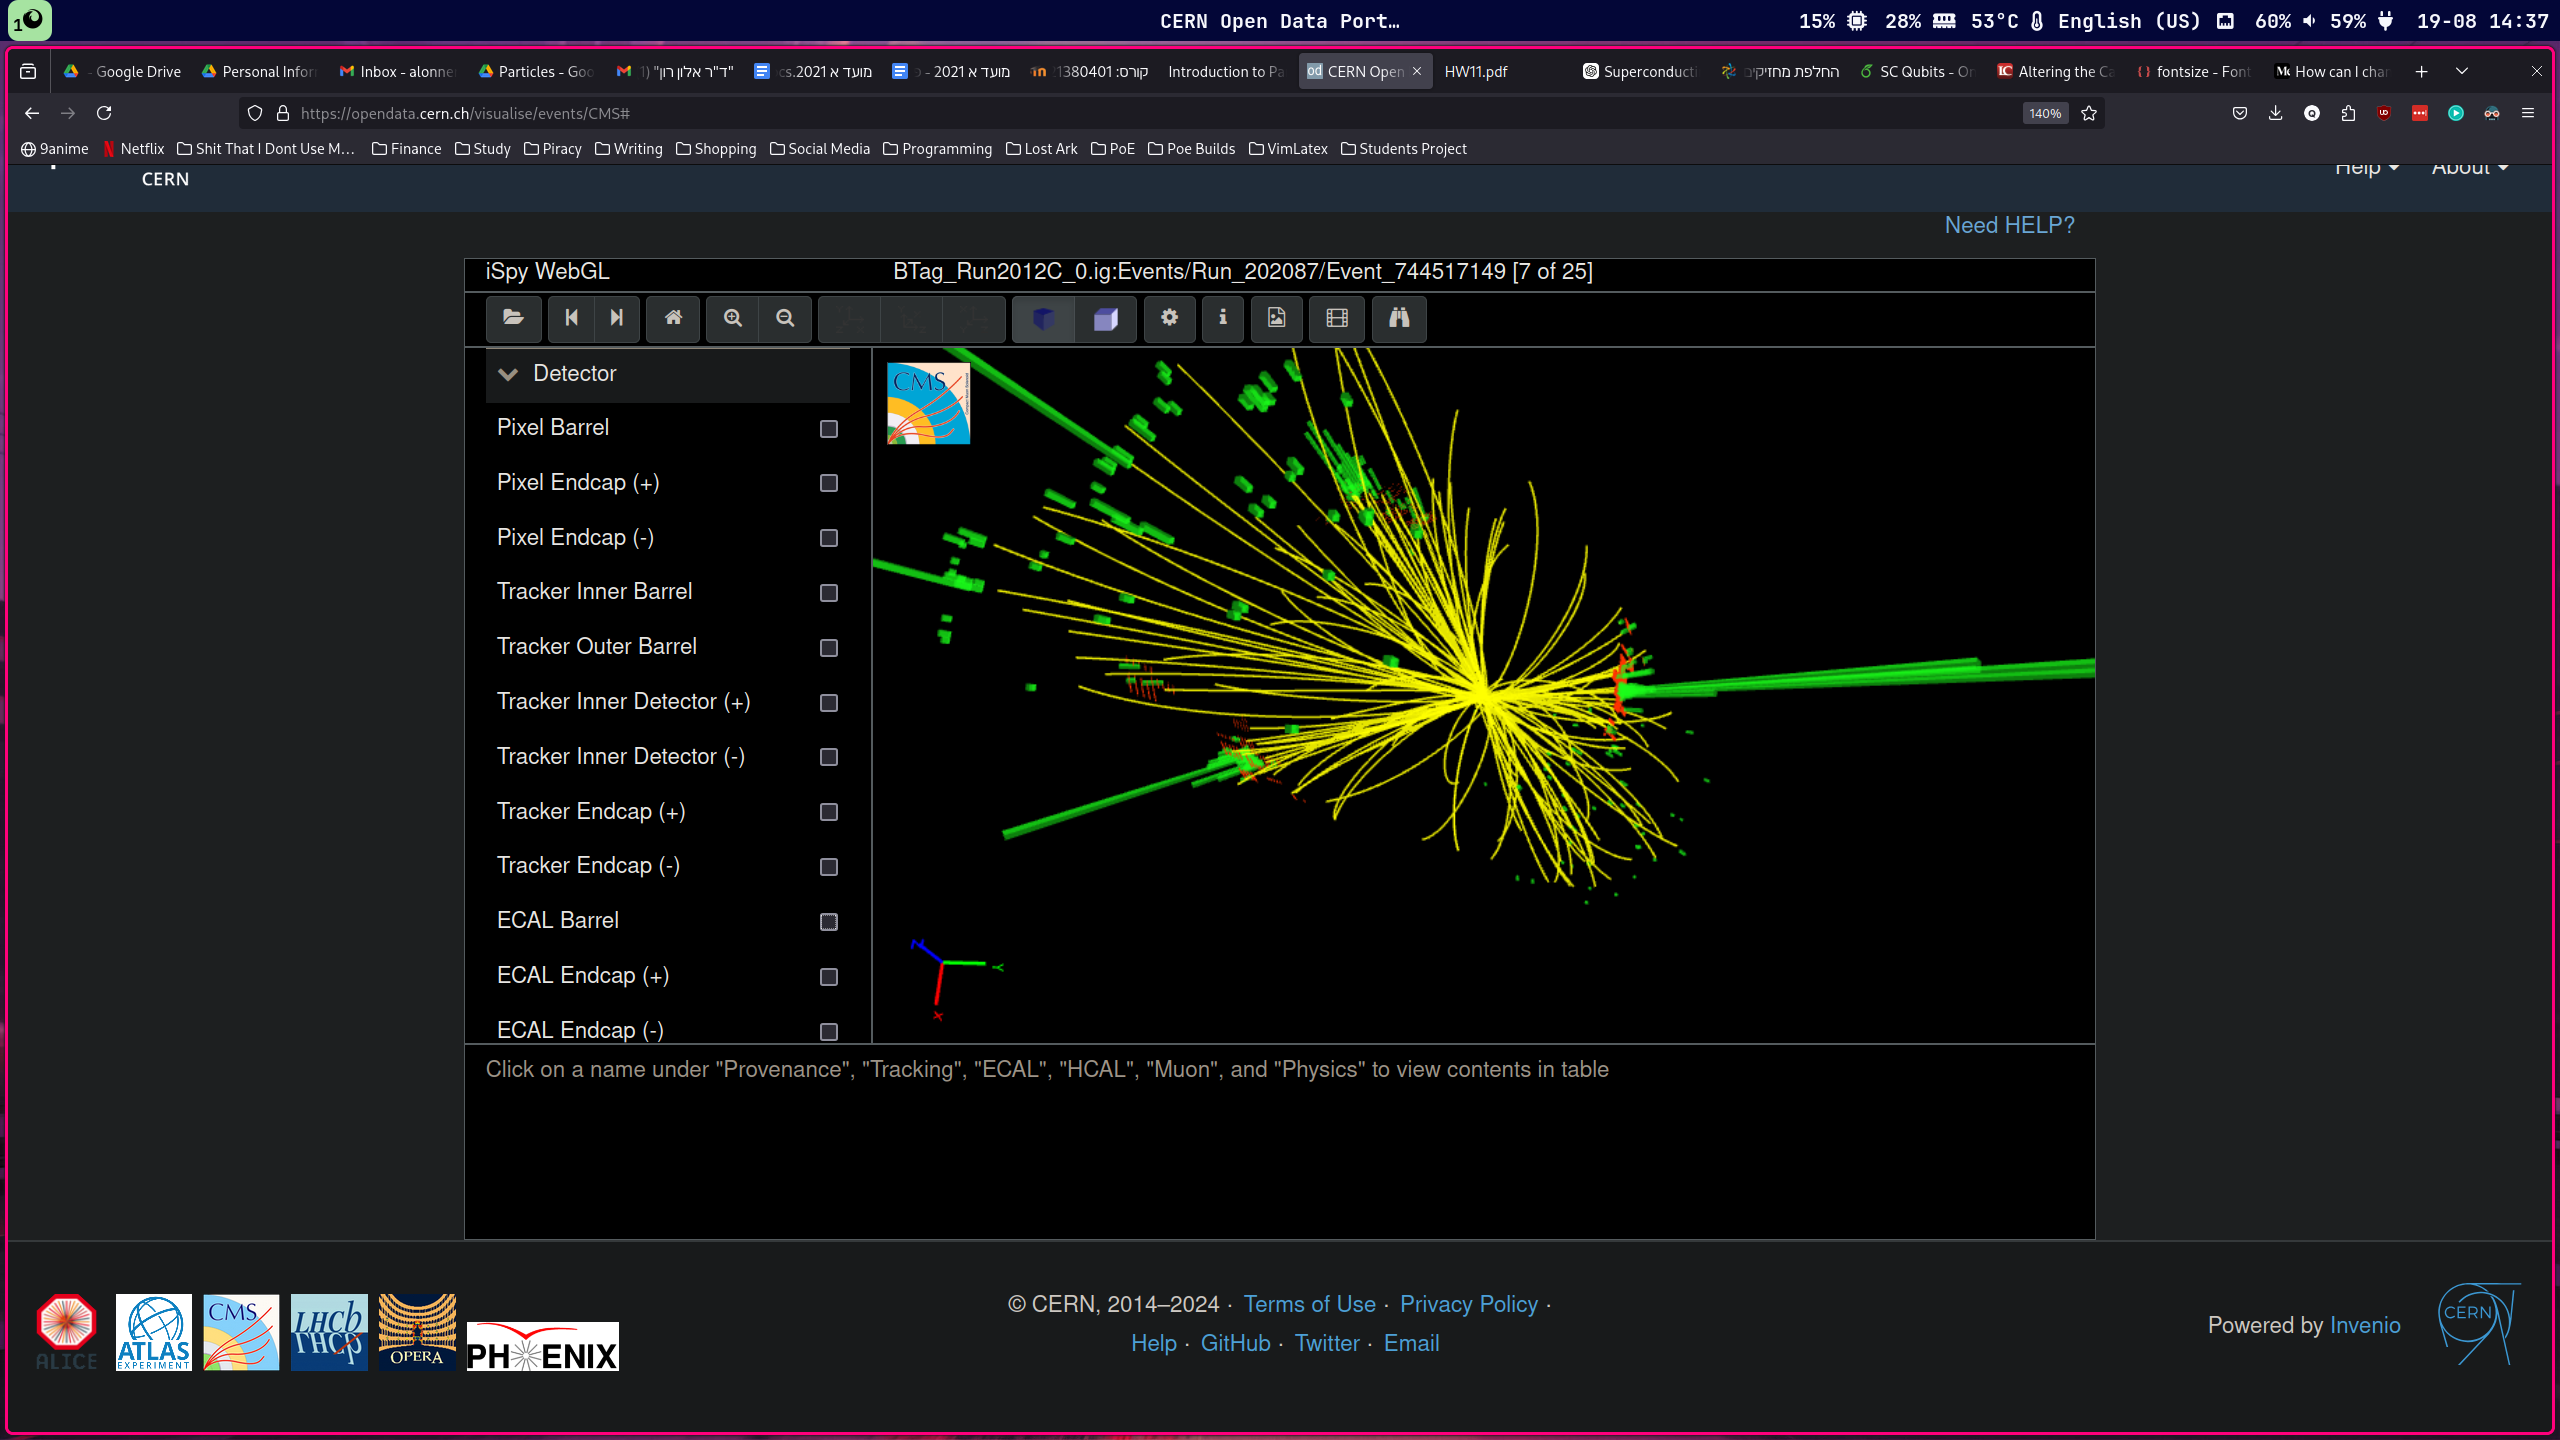 1
CERN Open Data Port…
15% 28% 53°C English (US) 60% 59% 19-08 14:37
- Google Drive
Personal Infor
Inbox - alonne
Particles - Goo
ד"ר אלון רון" (1"
מועד א 2021.cs
מועד א 2021 - כ
קורס: 21380401
Introduction to Pa
CERN Open
HW11.pdf
Superconducti
החלפת מחזיקים
SC Qubits - On
Altering the Ca
fontsize - Font
How can I char
https://opendata.cern.ch/visualise/events/CMS#
140%
9anime Netflix Shit That I Dont Use M… Finance Study Piracy Writing Shopping Social Media Programming Lost Ark PoE Poe Builds VimLatex Students Project
CERN
Help About
Need HELP?
iSpy WebGL
BTag_Run2012C_0.ig:Events/Run_202087/Event_744517149 [7 of 25]
Detector
Pixel Barrel
Pixel Endcap (+)
Pixel Endcap (-)
Tracker Inner Barrel
Tracker Outer Barrel
Tracker Inner Detector (+)
Tracker Inner Detector (-)
Tracker Endcap (+)
Tracker Endcap (-)
ECAL Barrel
ECAL Endcap (+)
ECAL Endcap (-)
CMS
Z
Y
X
Click on a name under "Provenance", "Tracking", "ECAL", "HCAL", "Muon", and "Physics" to view contents in table
ALICE
ATLAS
EXPERIMENT
CMS
LHCb
OPERA
PHENIX
© CERN, 2014–2024 · Terms of Use · Privacy Policy ·
Help · GitHub · Twitter · Email
Powered by Invenio
CERN